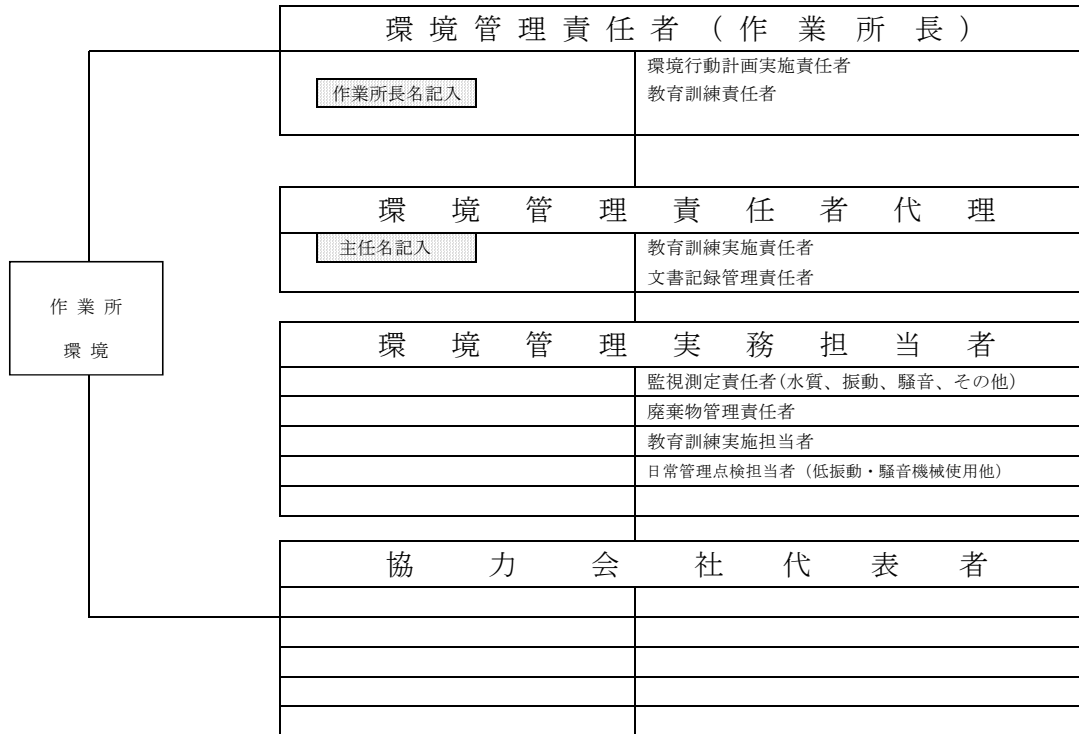 環境管理責任者(作業所長)
作業所長名記入
環境行動計画実施責任者
教育訓練責任者
環境管理責任者代理
主任名記入
教育訓練実施責任者
文書記録管理責任者
作業所
環境
環境管理実務担当者
監視測定責任者(水質、振動、騒音、その他)
廃棄物管理責任者
教育訓練実施担当者
日常管理点検担当者(低振動・騒音機械使用他)
協力会社代表者